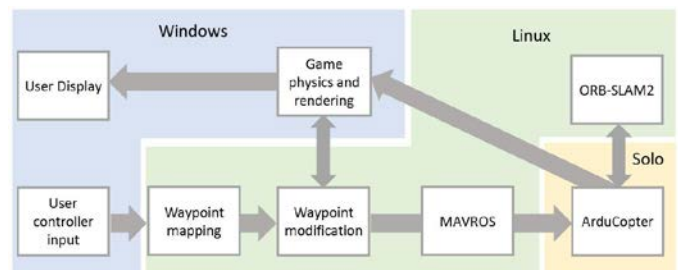 Windows
Linux
User Display
Game
physics and
rendering
ORB-SLAM2
Solo
User
controller
input
Waypoint
mapping
Waypoint
modification
MAVROS
ArduCopter